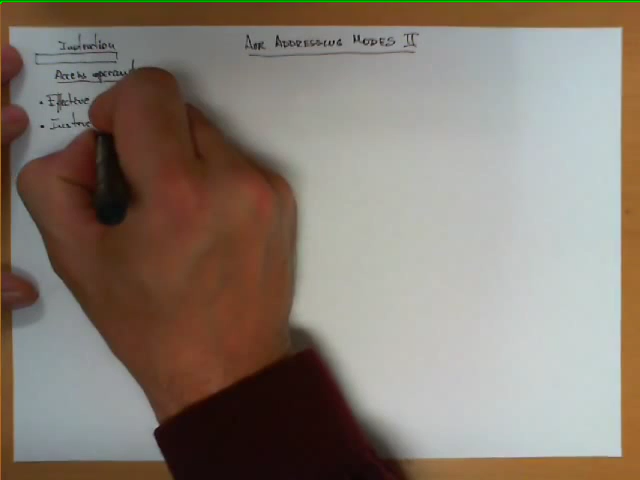 AVR ADDRESSING MODES II
Instruction
Access operand
• Effective
• Instruc